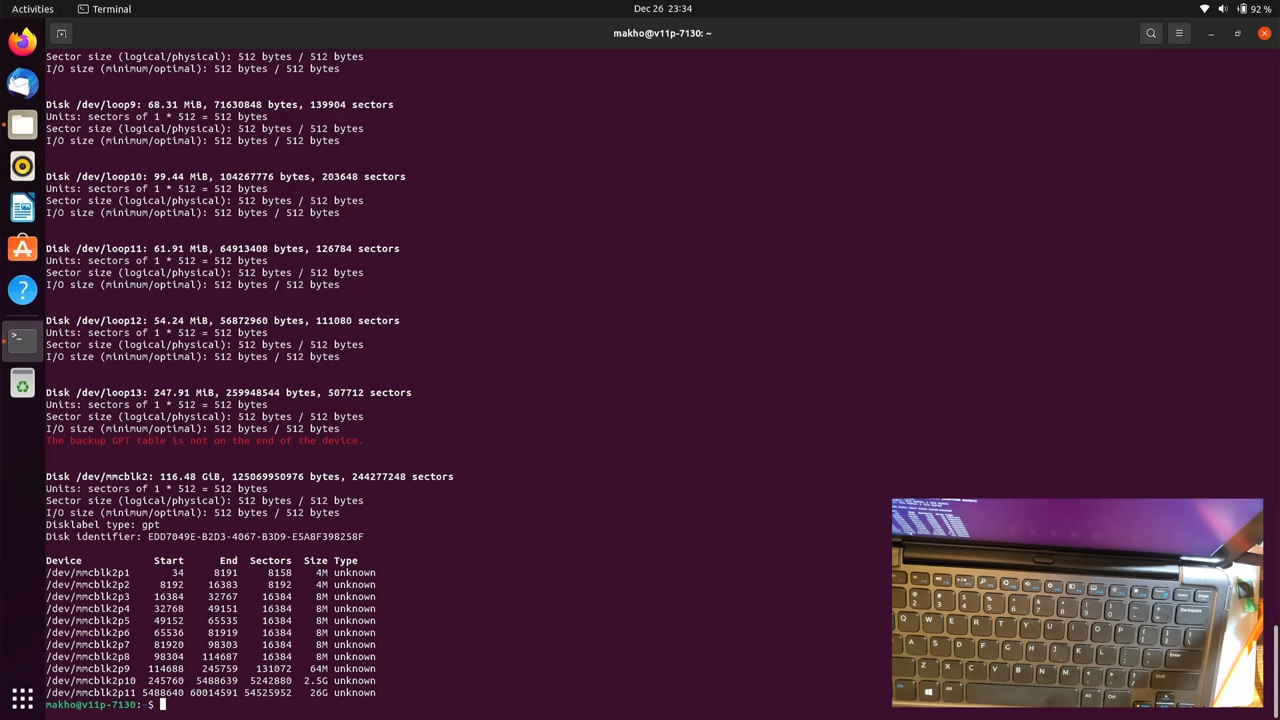 Activities
Terminal
Dec 26 23:34
92 %
makho@v11p-7130: ~
Sector size (logical/physical): 512 bytes / 512 bytes
I/O size (minimum/optimal): 512 bytes / 512 bytes
Disk /dev/loop9: 68.31 MiB, 71630848 bytes, 139904 sectors
Units: sectors of 1 * 512 = 512 bytes
Sector size (logical/physical): 512 bytes / 512 bytes
I/O size (minimum/optimal): 512 bytes / 512 bytes
Disk /dev/loop10: 99.44 MiB, 104267776 bytes, 203648 sectors
Units: sectors of 1 * 512 = 512 bytes
Sector size (logical/physical): 512 bytes / 512 bytes
I/O size (minimum/optimal): 512 bytes / 512 bytes
Disk /dev/loop11: 61.91 MiB, 64913408 bytes, 126784 sectors
Units: sectors of 1 * 512 = 512 bytes
Sector size (logical/physical): 512 bytes / 512 bytes
I/O size (minimum/optimal): 512 bytes / 512 bytes
Disk /dev/loop12: 54.24 MiB, 56872960 bytes, 111080 sectors
Units: sectors of 1 * 512 = 512 bytes
Sector size (logical/physical): 512 bytes / 512 bytes
I/O size (minimum/optimal): 512 bytes / 512 bytes
Disk /dev/loop13: 247.91 MiB, 259948544 bytes, 507712 sectors
Units: sectors of 1 * 512 = 512 bytes
Sector size (logical/physical): 512 bytes / 512 bytes
I/O size (minimum/optimal): 512 bytes / 512 bytes
The backup GPT table is not on the end of the device.
Disk /dev/mmcblk2: 116.48 GiB, 125069950976 bytes, 244277248 sectors
Units: sectors of 1 * 512 = 512 bytes
Sector size (logical/physical): 512 bytes / 512 bytes
I/O size (minimum/optimal): 512 bytes / 512 bytes
Disklabel type: gpt
Disk identifier: EDD7049E-B2D3-4067-B3D9-E5A8F398258F
Device Start End Sectors Size Type
/dev/mmcblk2p1 34 8191 8158 4M unknown
/dev/mmcblk2p2 8192 16383 8192 4M unknown
/dev/mmcblk2p3 16384 32767 16384 8M unknown
/dev/mmcblk2p4 32768 49151 16384 8M unknown
/dev/mmcblk2p5 49152 65535 16384 8M unknown
/dev/mmcblk2p6 65536 81919 16384 8M unknown
/dev/mmcblk2p7 81920 98303 16384 8M unknown
/dev/mmcblk2p8 98304 114687 16384 8M unknown
/dev/mmcblk2p9 114688 245759 131072 64M unknown
/dev/mmcblk2p10 245760 5488639 5242880 2.5G unknown
/dev/mmcblk2p11 5488640 60014591 54525952 26G unknown
makho@v11p-7130:~$
Backspace
Q W E R T Y U I O P
A S D F G H J K L
Enter
Z X C V B N M
Shift
Alt Ctrl